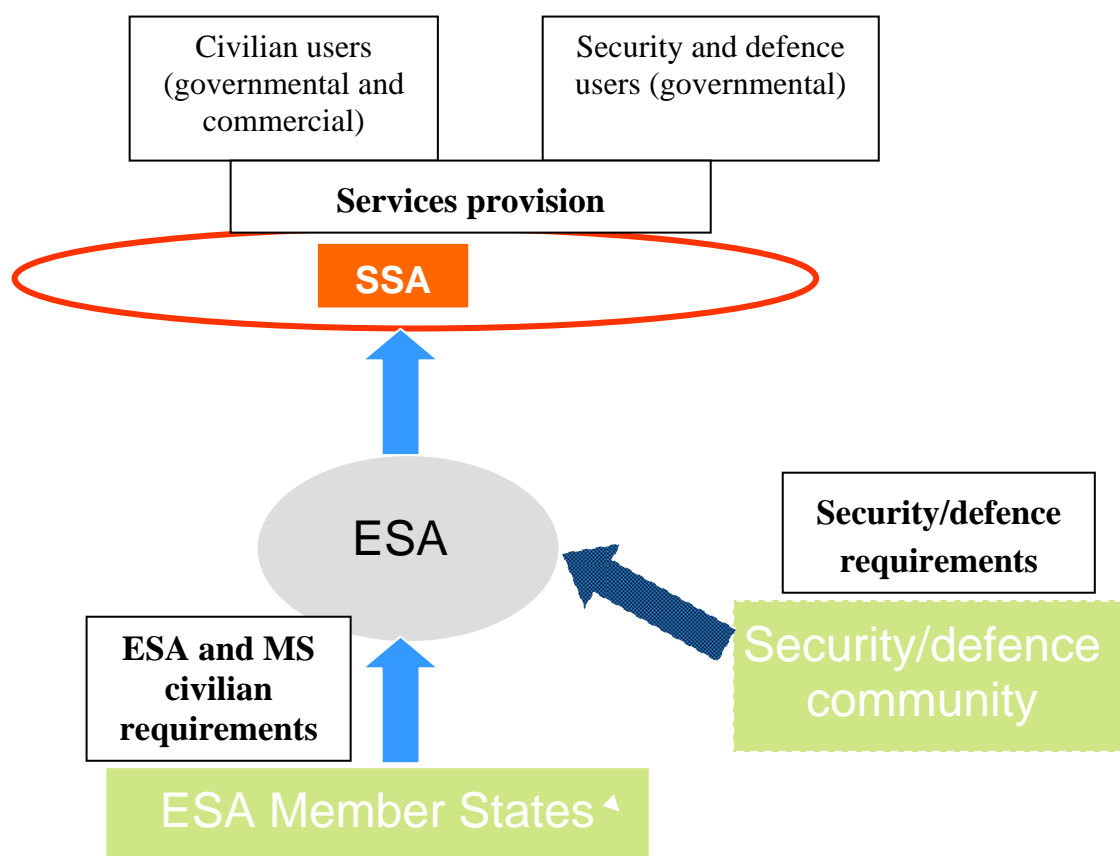 Civilian users
(governmental and
commercial)
Security and defence
users (governmental)
Services provision
SSA
ESA
Security/defence
requirements
Security/defence
community
ESA and MS
civilian
requirements
ESA Member States